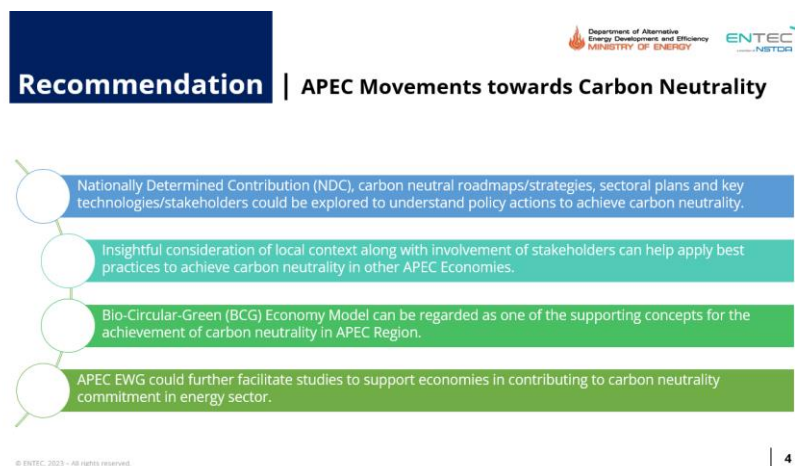 Department of Alternative
Energy Development and Efficiency
MINISTRY OF ENERGY
ENTEC
NSTDA
Recommendation | APEC Movements towards Carbon Neutrality
Nationally Determined Contribution (NDC), carbon neutral roadmaps/strategies, sectoral plans and key
technologies/stakeholders could be explored to understand policy actions to achieve carbon neutrality.
Insightful consideration of local context along with involvement of stakeholders can help apply best
practices to achieve carbon neutrality in other APEC Economies.
Bio-Circular-Green (BCG) Economy Model can be regarded as one of the supporting concepts for the
achievement of carbon neutrality in APEC Region.
APEC EWG could further facilitate studies to support economies in contributing to carbon neutrality
commitment in energy sector.
© ENTEC, 2023 – All rights reserved.
4